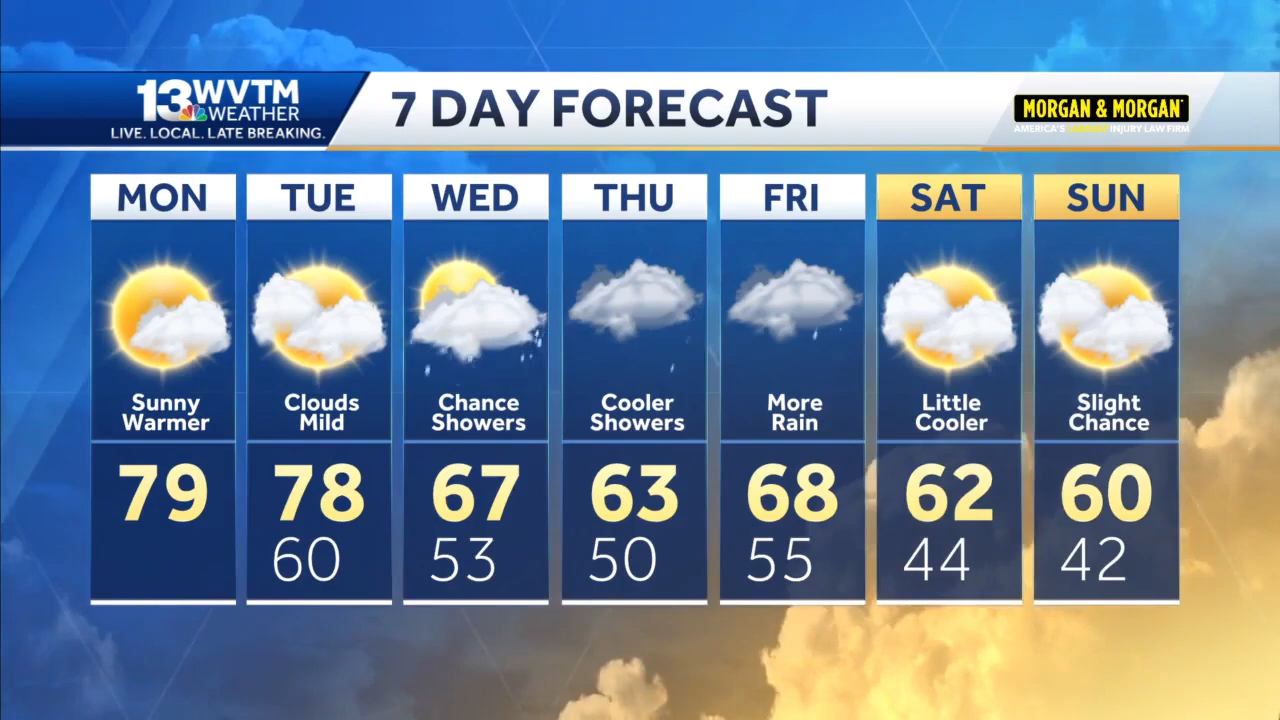 13 WVTM
WEATHER
LIVE. LOCAL. LATE BREAKING.
7 DAY FORECAST
MORGAN & MORGAN
AMERICA'S LARGEST INJURY LAW FIRM
MON
TUE
WED
THU
FRI
SAT
SUN
Sunny
Warmer
Clouds
Mild
Chance
Showers
Cooler
Showers
More
Rain
Little
Cooler
Slight
Chance
79
78
67
63
68
62
60
60
53
50
55
44
42